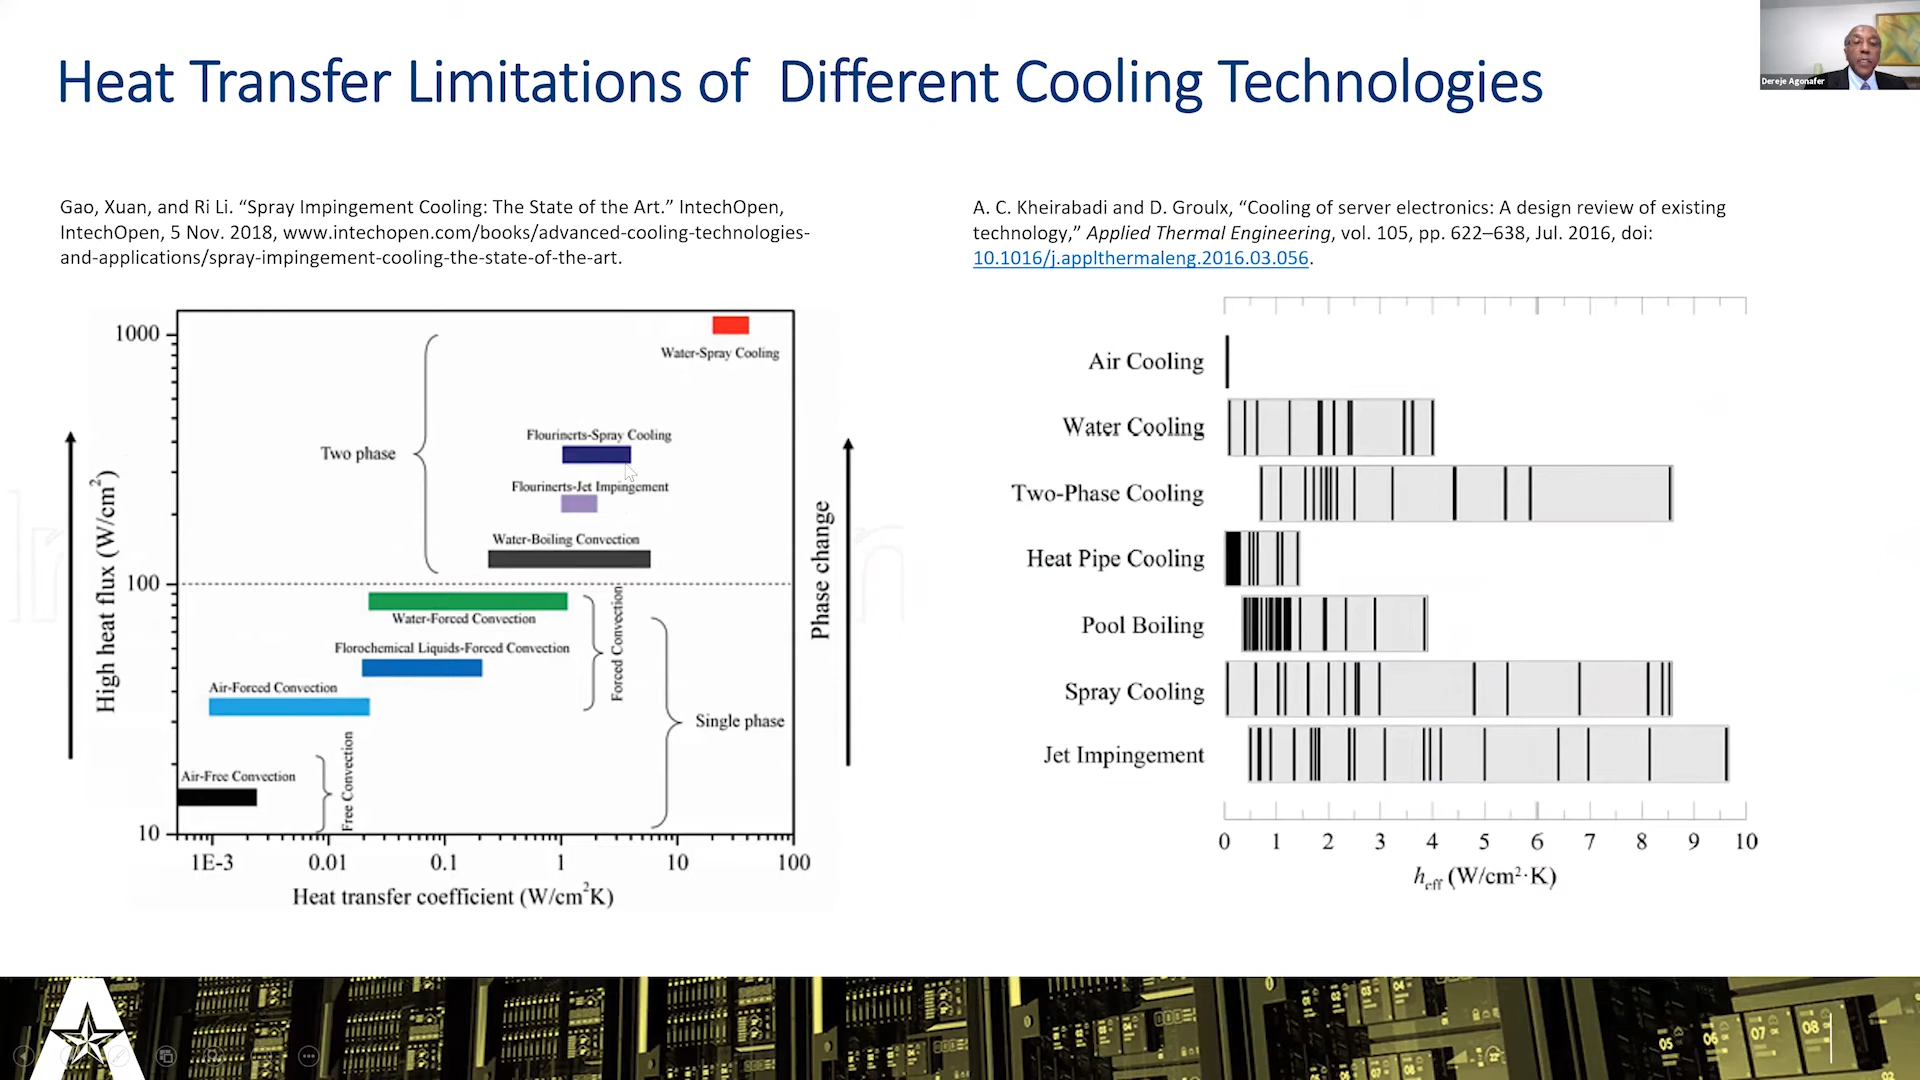 Heat Transfer Limitations of Different Cooling Technologies
Dereje Agonafer
Gao, Xuan, and Ri Li. “Spray Impingement Cooling: The State of the Art.” IntechOpen,
IntechOpen, 5 Nov. 2018, www.intechopen.com/books/advanced-cooling-technologies-
and-applications/spray-impingement-cooling-the-state-of-the-art.
A. C. Kheirabadi and D. Groulx, “Cooling of server electronics: A design review of existing
technology,” Applied Thermal Engineering, vol. 105, pp. 622–638, Jul. 2016, doi:
10.1016/j.applthermaleng.2016.03.056.
High heat flux (W/cm²)
1000
100
10
Water-Spray Cooling
Two phase
Flourinerts-Spray Cooling
Flourinerts-Jet Impingement
Water-Boiling Convection
Water-Forced Convection
Florochemical Liquids-Forced Convection
Air-Forced Convection
Forced Convection
Single phase
Air-Free Convection
Free Convection
1E-3 0.01 0.1 1 10 100
Heat transfer coefficient (W/cm²K)
Phase change
Air Cooling
Water Cooling
Two-Phase Cooling
Heat Pipe Cooling
Pool Boiling
Spray Cooling
Jet Impingement
0 1 2 3 4 5 6 7 8 9 10
heff (W/cm²·K)
A
05 06 07 08